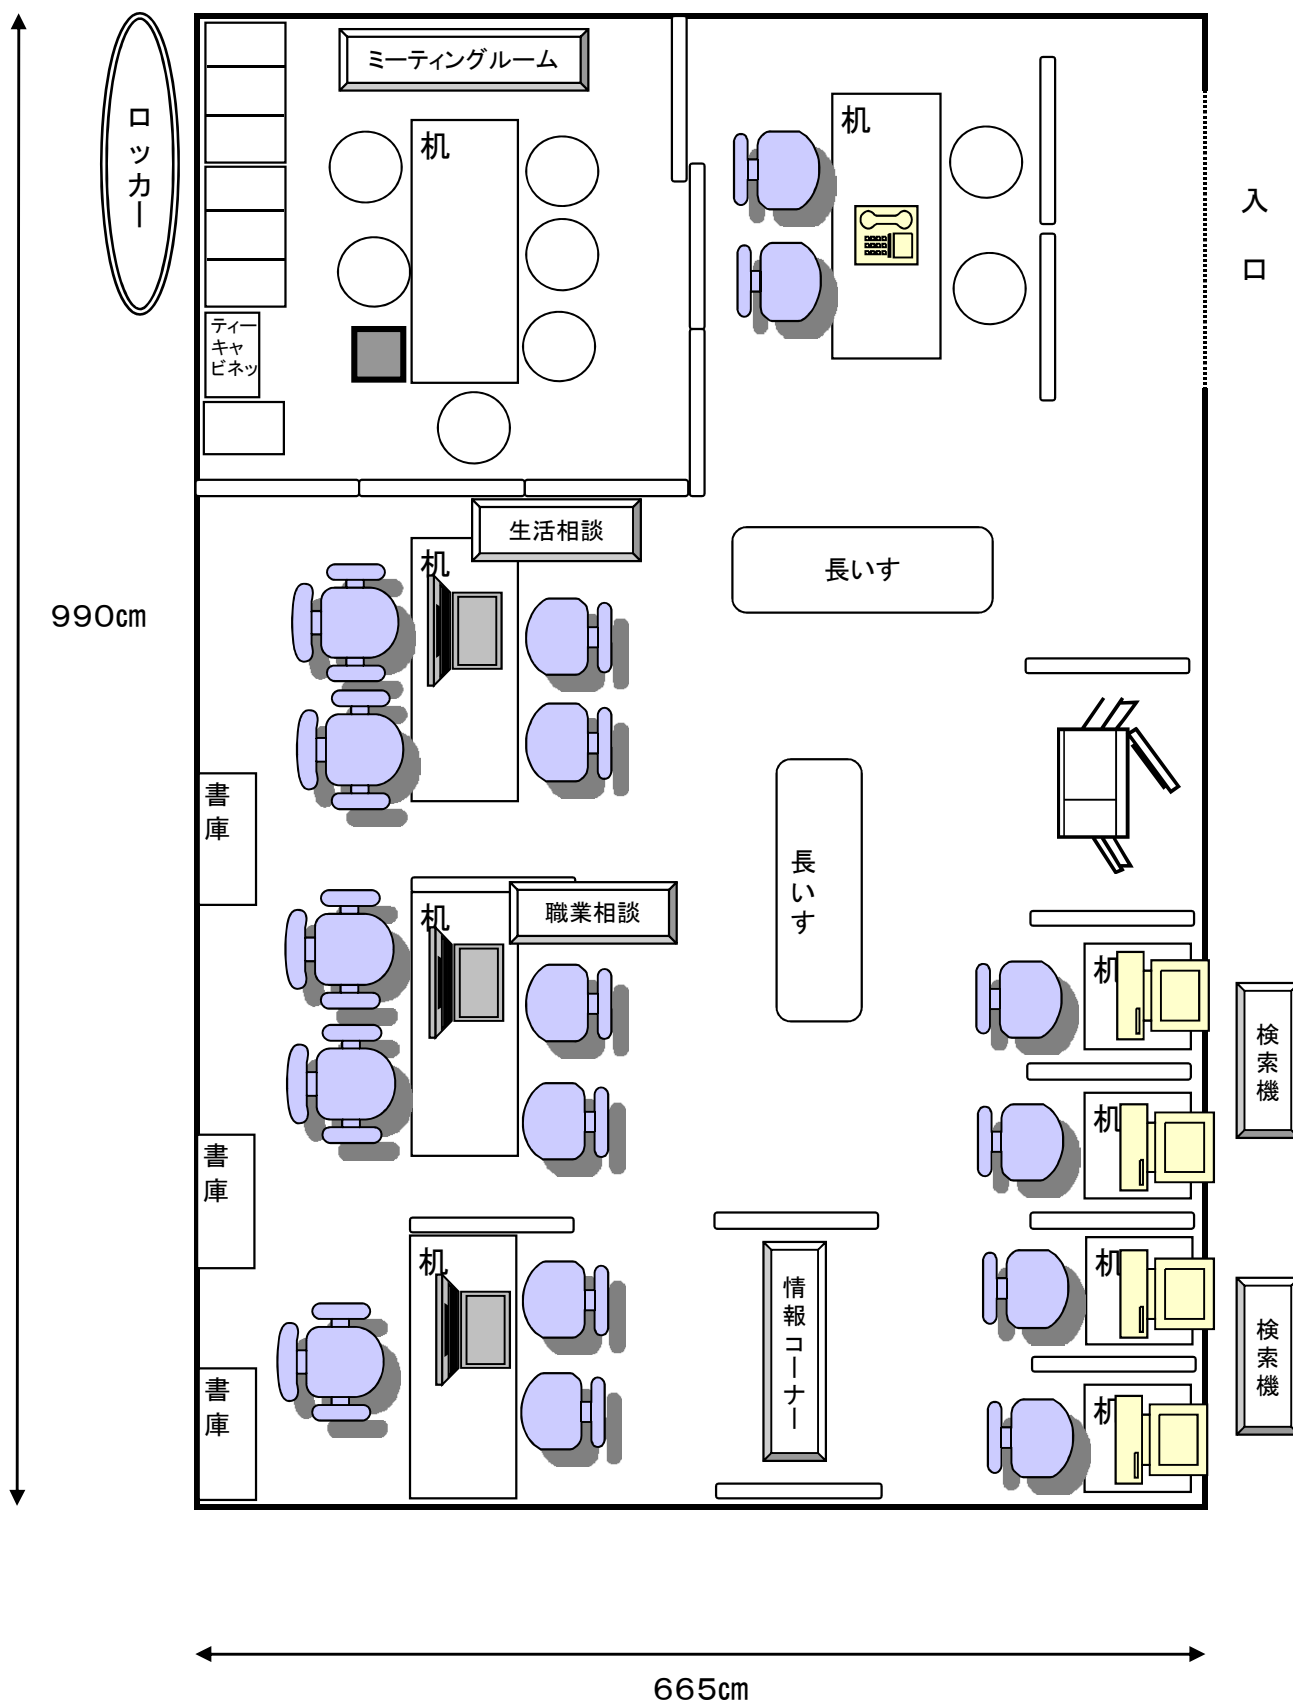 ミーティングルーム
机
机
ロッカー
入口
ティー
キャ
ビネッ
生活相談
机
長いす
990㎝
書庫
長いす
職業相談
机
机
検索機
書庫
机
情報コーナー
机
机
検索機
書庫
机
665㎝